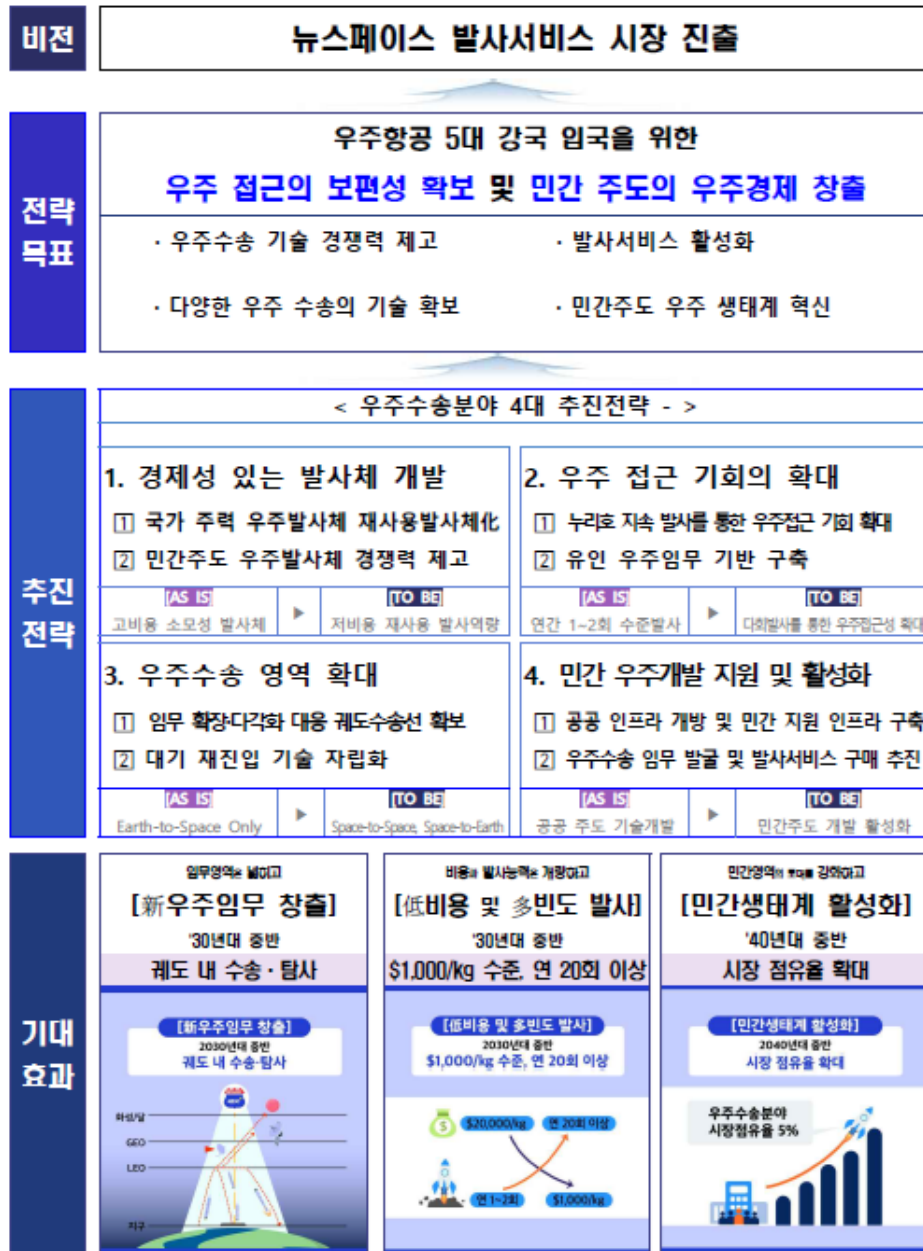 비전
뉴스페이스 발사서비스 시장 진출
전략
목표
우주항공 5대 강국 입국을 위한
우주 접근의 보편성 확보 및 민간 주도의 우주경제 창출
· 우주수송 기술 경쟁력 제고
· 발사서비스 활성화
· 다양한 우주 수송의 기술 확보
· 민간주도 우주 생태계 혁신
추진
전략
< 우주수송분야 4대 추진전략 - >
1. 경제성 있는 발사체 개발
1 국가 주력 우주발사체 재사용발사체化
2 민간주도 우주발사체 경쟁력 제고
[AS IS]
▶
[TO BE]
고비용 소모성 발사체
저비용 재사용 발사역량
2. 우주 접근 기회의 확대
1 누리호 지속 발사를 통한 우주접근 기회 확대
2 유인 우주임무 기반 구축
[AS IS]
▶
[TO BE]
연간 1~2회 수준발사
다회발사를 통한 우주접근성 확대
3. 우주수송 영역 확대
1 임무 확장·다각화 대응 궤도수송선 확보
2 대기 재진입 기술 자립화
[AS IS]
▶
[TO BE]
Earth-to-Space Only
Space-to-Space, Space-to-Earth
4. 민간 우주개발 지원 및 활성화
1 공공 인프라 개방 및 민간 지원 인프라 구축
2 우주수송 임무 발굴 및 발사서비스 구매 추진
[AS IS]
▶
[TO BE]
공공 주도 기술개발
민간주도 개발 활성화
기대
효과
임무영역은 넓히고
[新우주임무 창출]
'30년대 중반
궤도 내 수송·탐사
[新우주임무 창출]
2030년대 중반
궤도 내 수송·탐사
화성/달
GEO
LEO
지구
비용과 발사능력은 개량하고
[低비용 및 多빈도 발사]
'30년대 중반
$1,000/kg 수준, 연 20회 이상
[低비용 및 多빈도 발사]
2030년대 중반
$1,000/kg 수준, 연 20회 이상
$20,000/kg
연 20회 이상
연 1~2회
$1,000/kg
민간영역의 강화하고
[민간생태계 활성화]
'40년대 중반
시장 점유율 확대
[민간생태계 활성화]
2040년대 중반
시장 점유율 확대
우주수송분야
시장점유율 5%